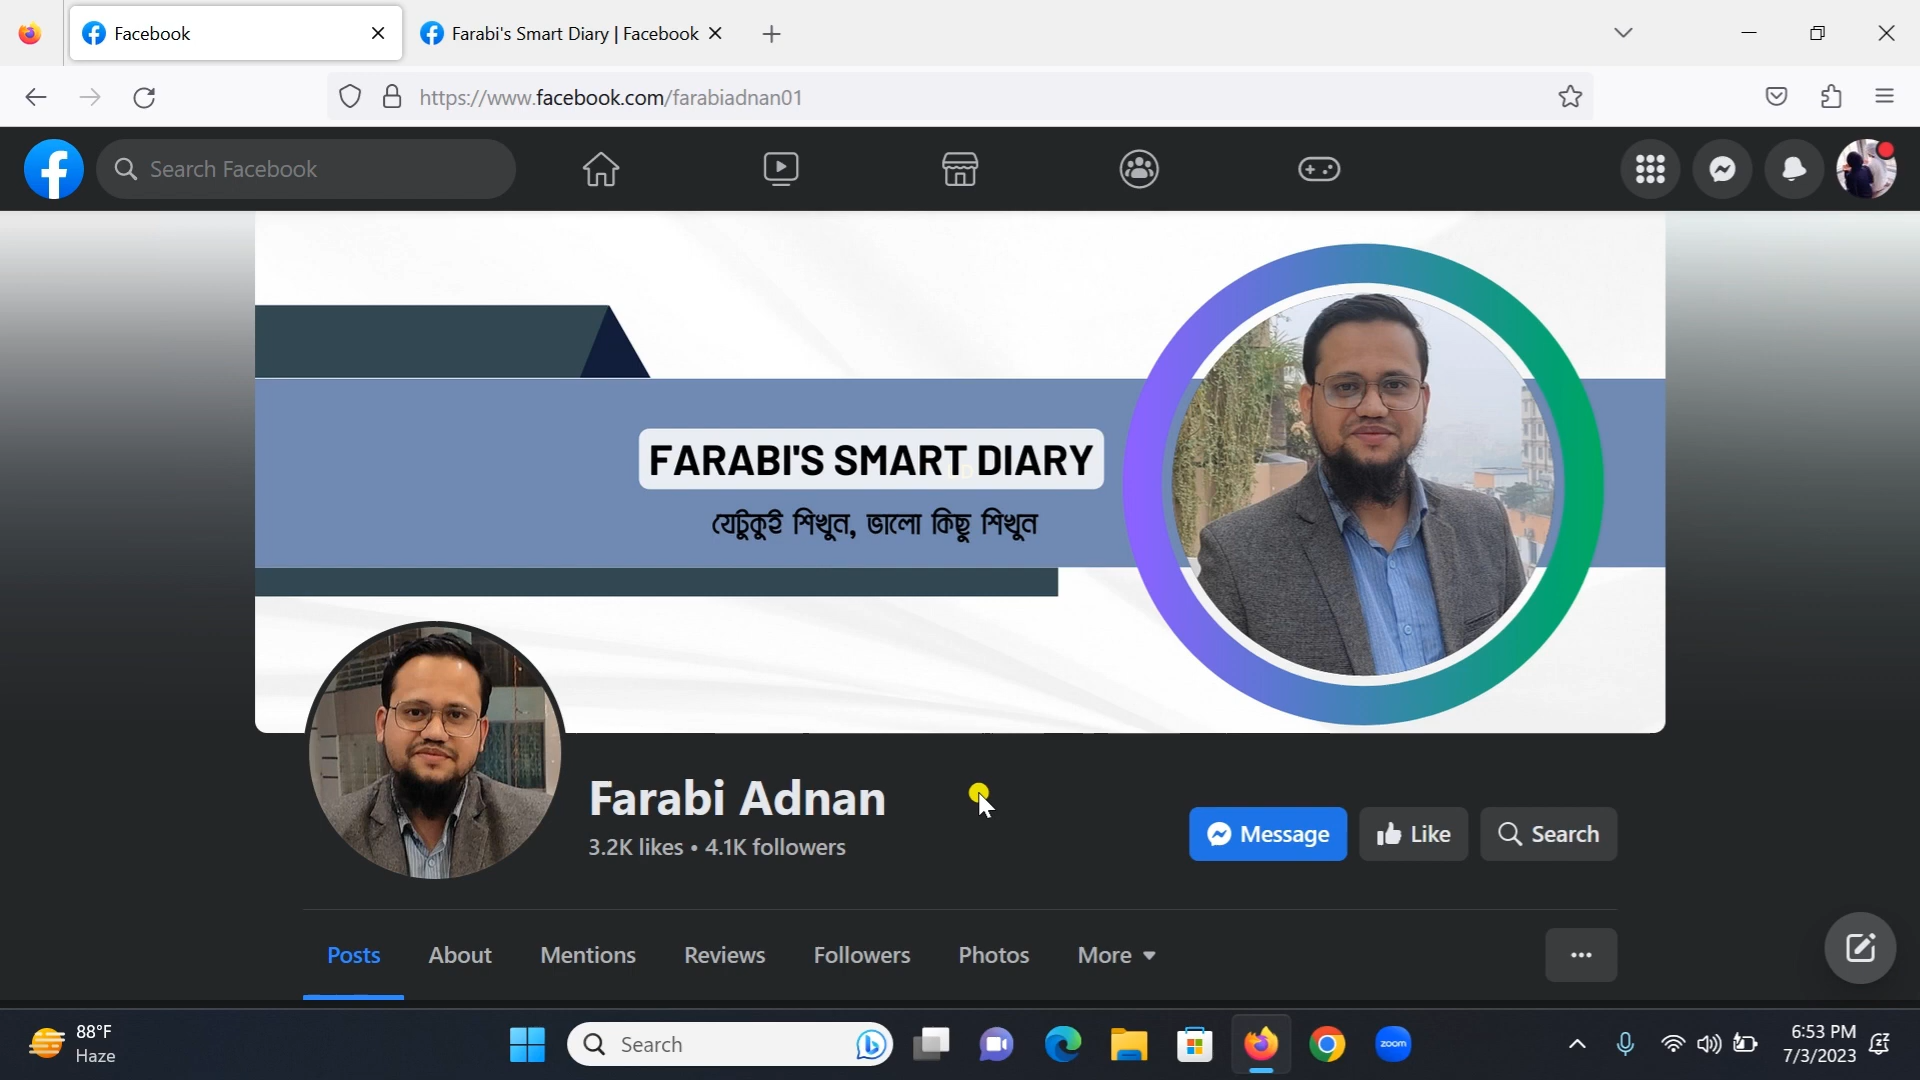 Facebook
Farabi's Smart Diary | Facebook
https://www.facebook.com/farabiadnan01
Search Facebook
FARABI'S SMART DIARY
যেটুকুই শিখুন, ভালো কিছু শিখুন
Farabi Adnan
3.2K likes • 4.1K followers
Message
Like
Search
Posts
About
Mentions
Reviews
Followers
Photos
More
88°F
Haze
Search
zoom
6:53 PM
7/3/2023